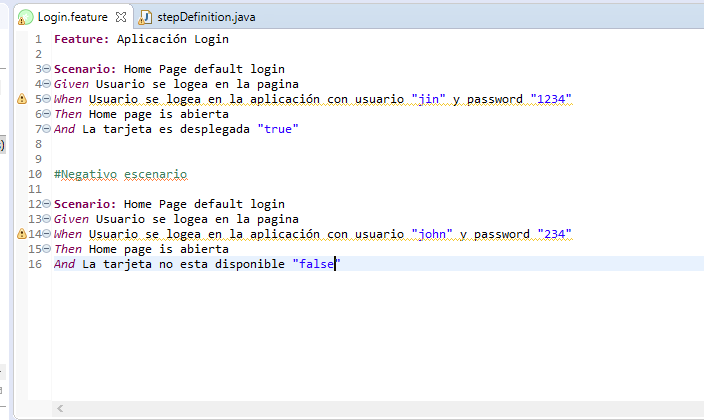 Login.feature stepDefinition.java
1 Feature: Aplicación Login
2
3 Scenario: Home Page default login
4 Given Usuario se logea en la pagina
5 When Usuario se logea en la aplicación con usuario "jin" y password "1234"
6 Then Home page is abierta
7 And La tarjeta es desplegada "true"
8
9
10 #Negativo escenario
11
12 Scenario: Home Page default login
13 Given Usuario se logea en la pagina
14 When Usuario se logea en la aplicación con usuario "john" y password "234"
15 Then Home page is abierta
16 And La tarjeta no esta disponible "false"